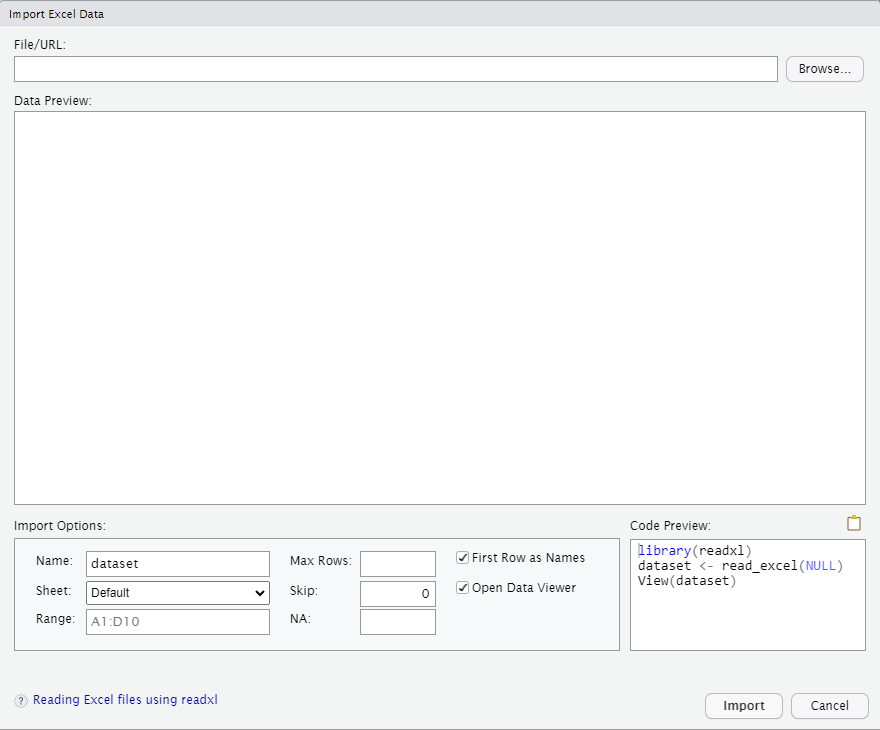 Import Excel Data
File/URL:
Browse...
Data Preview:
Import Options:
Name: dataset
Sheet: Default
Range: A1:D10
Max Rows:
Skip: 0
NA:
First Row as Names
Open Data Viewer
Code Preview:
library(readxl)
dataset <- read_excel(NULL)
View(dataset)
? Reading Excel files using readxl
Import
Cancel